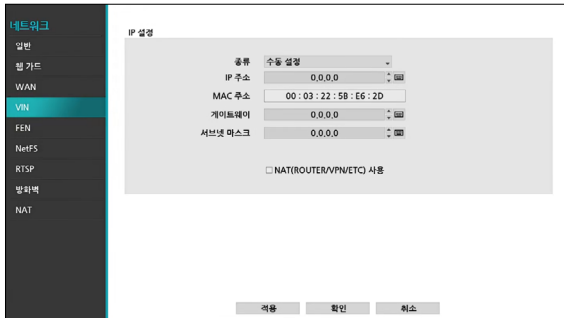 네트워크
일반
웹 가드
WAN
VIN
FEN
NetFS
RTSP
방화벽
NAT
IP 설정
종류 수동 설정
IP 주소 0,0,0,0
MAC 주소 00 : 03 : 22 : 5B : E6 : 2D
게이트웨이 0,0,0,0
서브넷 마스크 0,0,0,0
NAT(ROUTER/VPN/ETC) 사용
적용 확인 취소